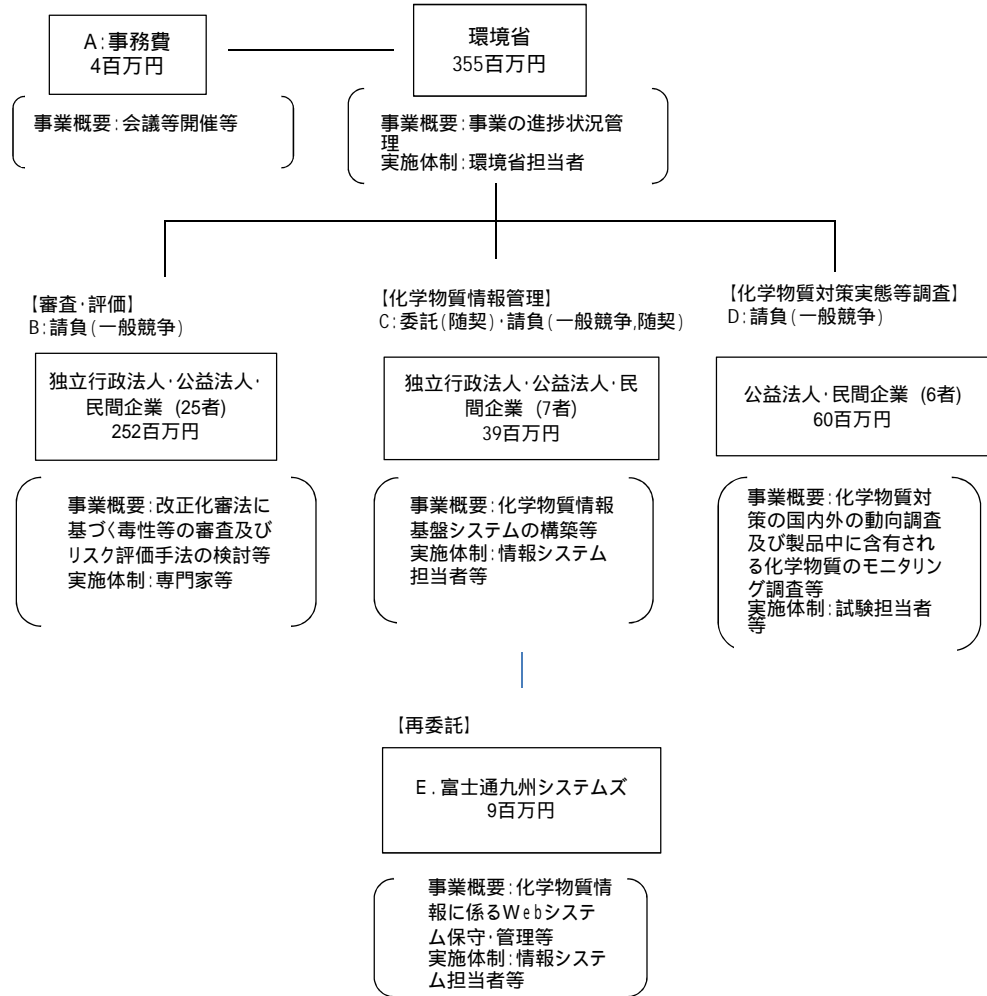 A:事務費
4百万円
環境省
355百万円
事業概要:会議等開催等
事業概要:事業の進捗状況管
理
実施体制:環境省担当者
【審査・評価】
B:請負(一般競争)
【化学物質情報管理】
C:委託(随契)・請負(一般競争,随契)
【化学物質対策実態等調査】
D:請負(一般競争)
独立行政法人・公益法人・
民間企業 (25者)
252百万円
独立行政法人・公益法人・民
間企業 (7者)
39百万円
公益法人・民間企業 (6者)
60百万円
事業概要:改正化審法に
基づく毒性等の審査及び
リスク評価手法の検討等
実施体制:専門家等
事業概要:化学物質情報
基盤システムの構築等
実施体制:情報システム
担当者等
事業概要:化学物質対
策の国内外の動向調査
及び製品中に含有され
る化学物質のモニタリン
グ調査等
実施体制:試験担当者
等
【再委託】
E.富士通九州システムズ
9百万円
事業概要:化学物質情
報に係るWebシステ
ム保守・管理等
実施体制:情報システ
ム担当者等